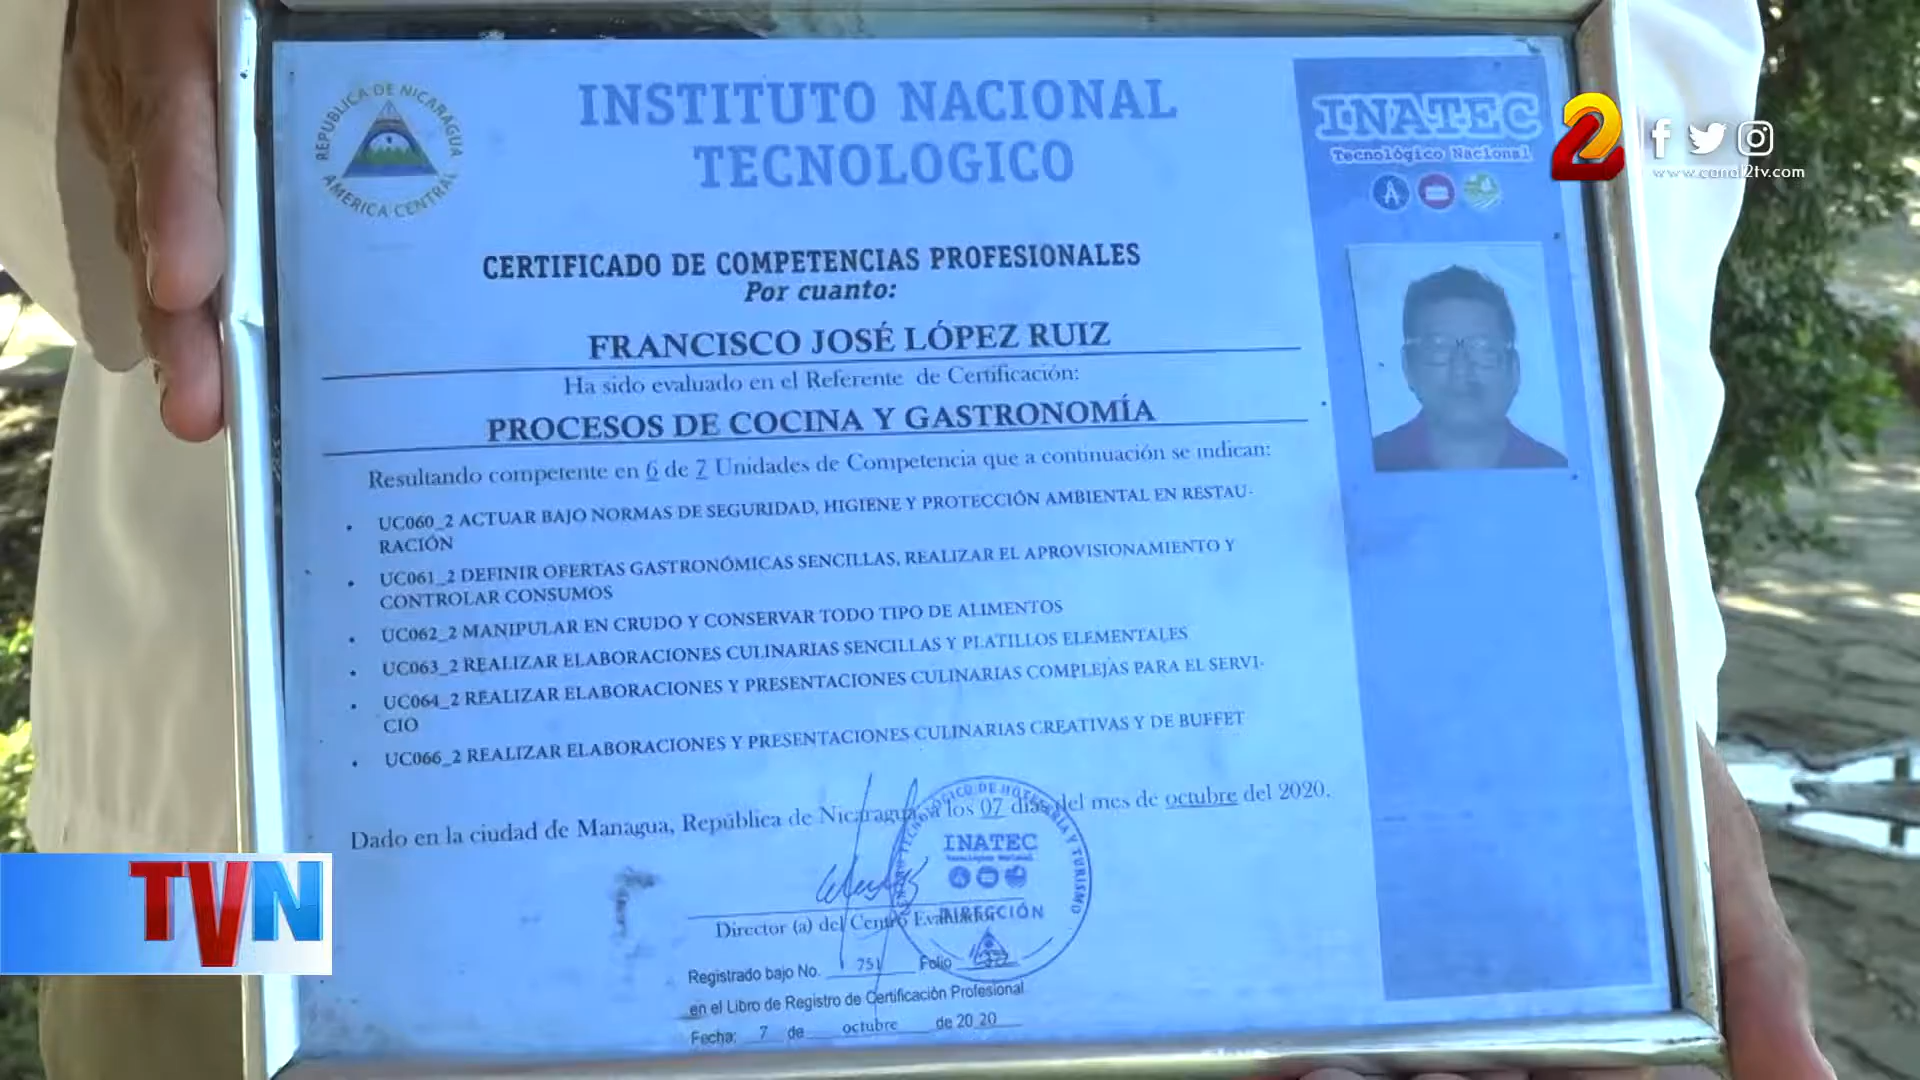 REPUBLICA DE NICARAGUA
AMERICA CENTRAL
INSTITUTO NACIONAL
TECNOLOGICO
INATEC
Tecnológico Nacional
2
www.canal2tv.com
CERTIFICADO DE COMPETENCIAS PROFESIONALES
Por cuanto:
FRANCISCO JOSÉ LÓPEZ RUIZ
Ha sido evaluado en el Referente de Certificación:
PROCESOS DE COCINA Y GASTRONOMÍA
Resultando competente en 6 de 7 Unidades de Competencia que a continuación se indican:
• UC060_2 ACTUAR BAJO NORMAS DE SEGURIDAD, HIGIENE Y PROTECCIÓN AMBIENTAL EN RESTAU-
RACIÓN
• UC061_2 DEFINIR OFERTAS GASTRONÓMICAS SENCILLAS, REALIZAR EL APROVISIONAMIENTO Y
CONTROLAR CONSUMOS
• UC062_2 MANIPULAR EN CRUDO Y CONSERVAR TODO TIPO DE ALIMENTOS
• UC063_2 REALIZAR ELABORACIONES CULINARIAS SENCILLAS Y PLATILLOS ELEMENTALES
• UC064_2 REALIZAR ELABORACIONES Y PRESENTACIONES CULINARIAS COMPLEJAS PARA EL SERVI-
CIO
• UC066_2 REALIZAR ELABORACIONES Y PRESENTACIONES CULINARIAS CREATIVAS Y DE BUFFET
Dado en la ciudad de Managua, República de Nicaragua, a los 07 días del mes de octubre del 2020.
INATEC
DIRECCIÓN
Director (a) del Centro Evaluador
Registrado bajo No. 751 Folio
en el Libro de Registro de Certificación Profesional
Fecha: 7 de octubre de 2020
TVN